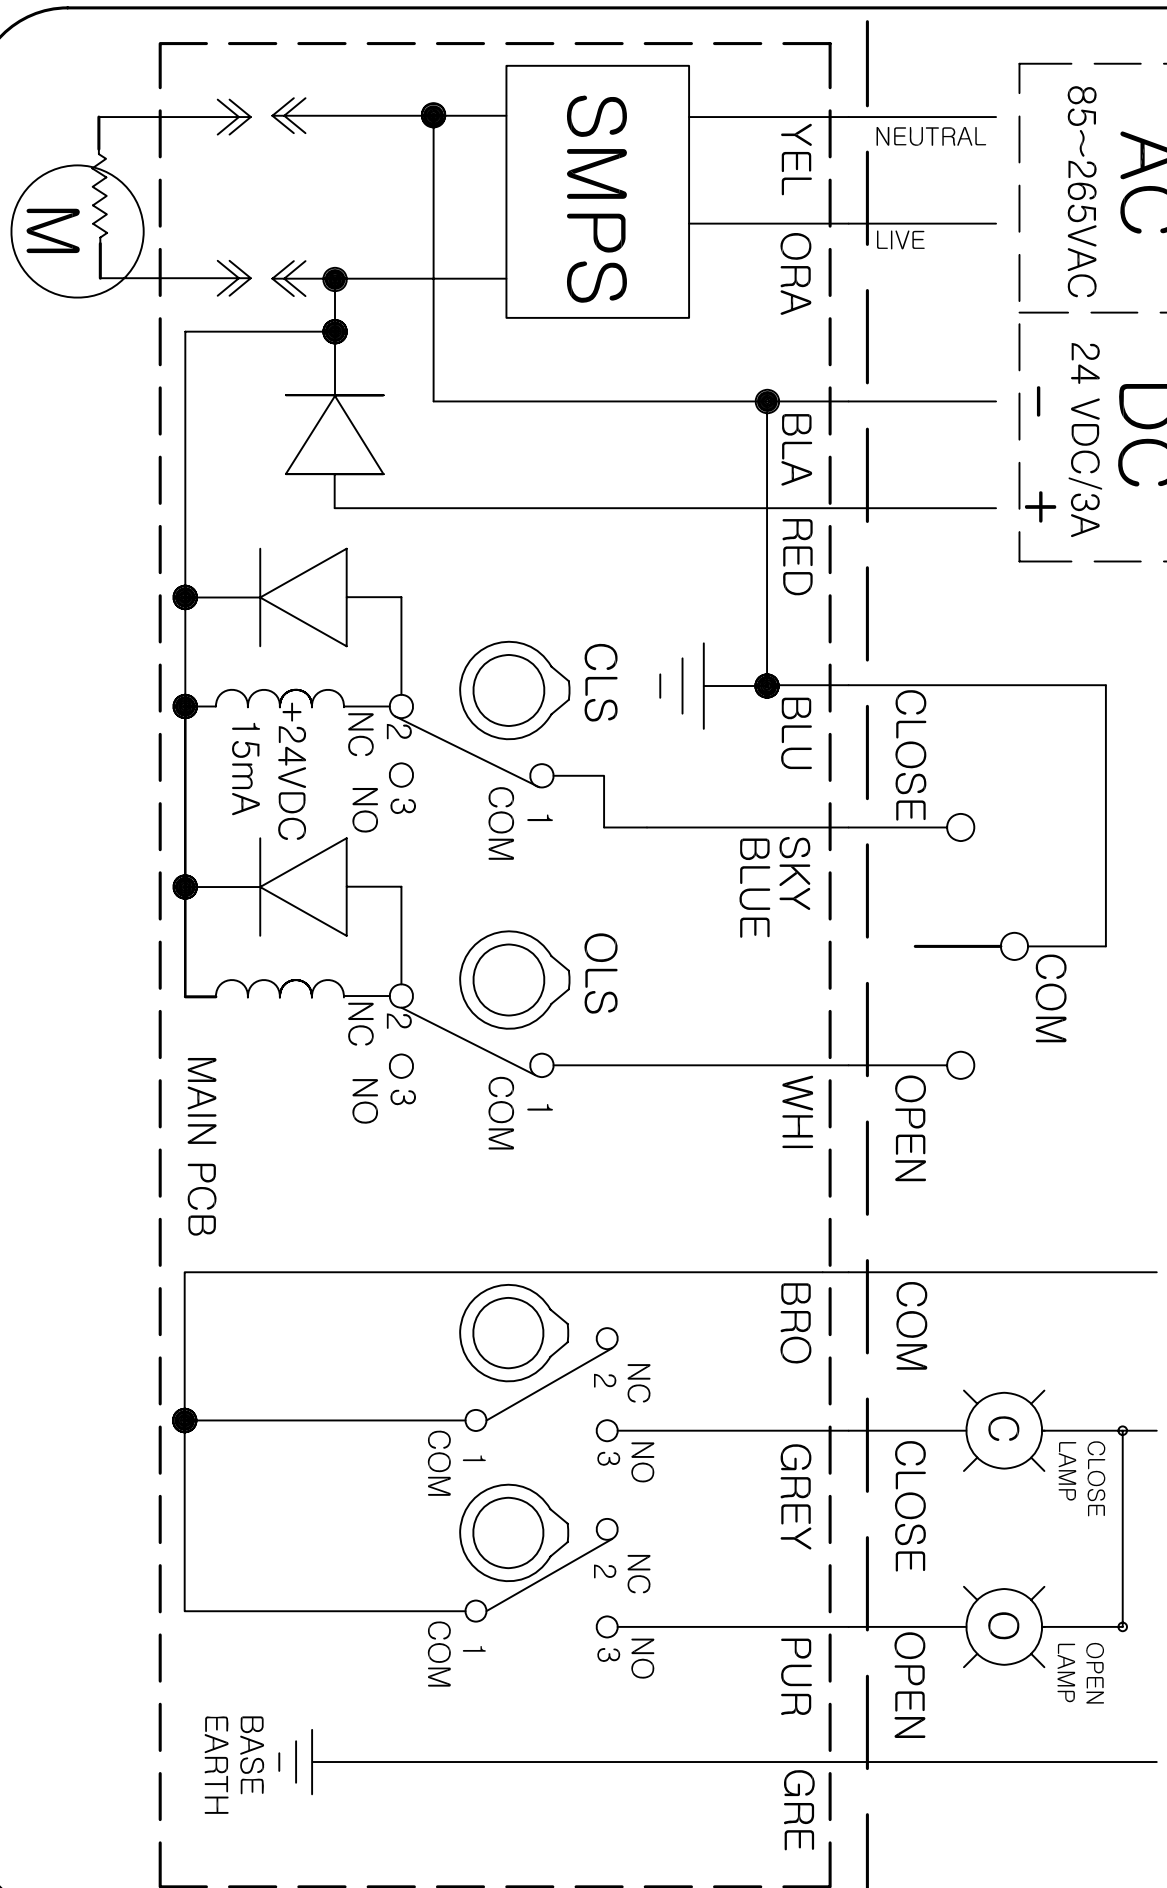 AC
85~265VAC
DC
24 VDC/3A
-
+
NEUTRAL
LIVE
CLOSE
COM
OPEN
COM
CLOSE
OPEN
C
CLOSE
LAMP
O
OPEN
LAMP
YEL
ORA
BLA
RED
BLU
SKY
BLUE
WHI
BRO
GREY
PUR
GRE
SMPS
M
CLS
1
COM
2
NC
3
NO
+24VDC
15mA
OLS
1
COM
2
NC
3
NO
NC
2
NO
3
1
COM
NC
2
NO
3
1
COM
MAIN PCB
BASE
EARTH